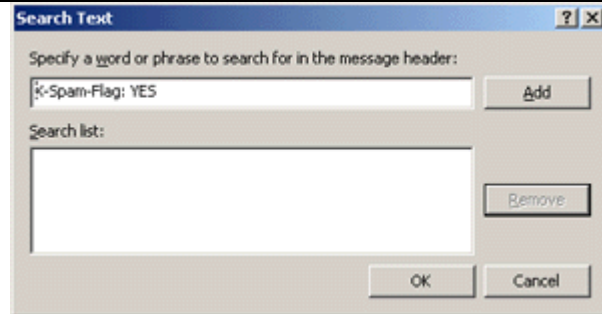 Search Text
Specify a word or phrase to search for in the message header:
X-Spam-Flag: YES
Add
Search list:
Remove
OK
Cancel